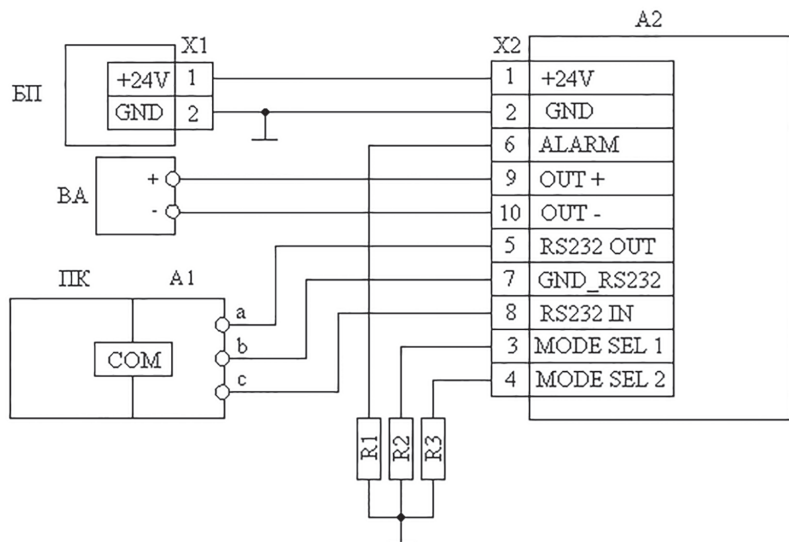 A2
X1
X2
БП
+24V 1
GND 2
1 +24V
2 GND
6 ALARM
9 OUT +
10 OUT -
5 RS232 OUT
7 GND_RS232
8 RS232 IN
3 MODE SEL 1
4 MODE SEL 2
ВА
+
-
ПК
А1
COM
a
b
c
R1
R2
R3